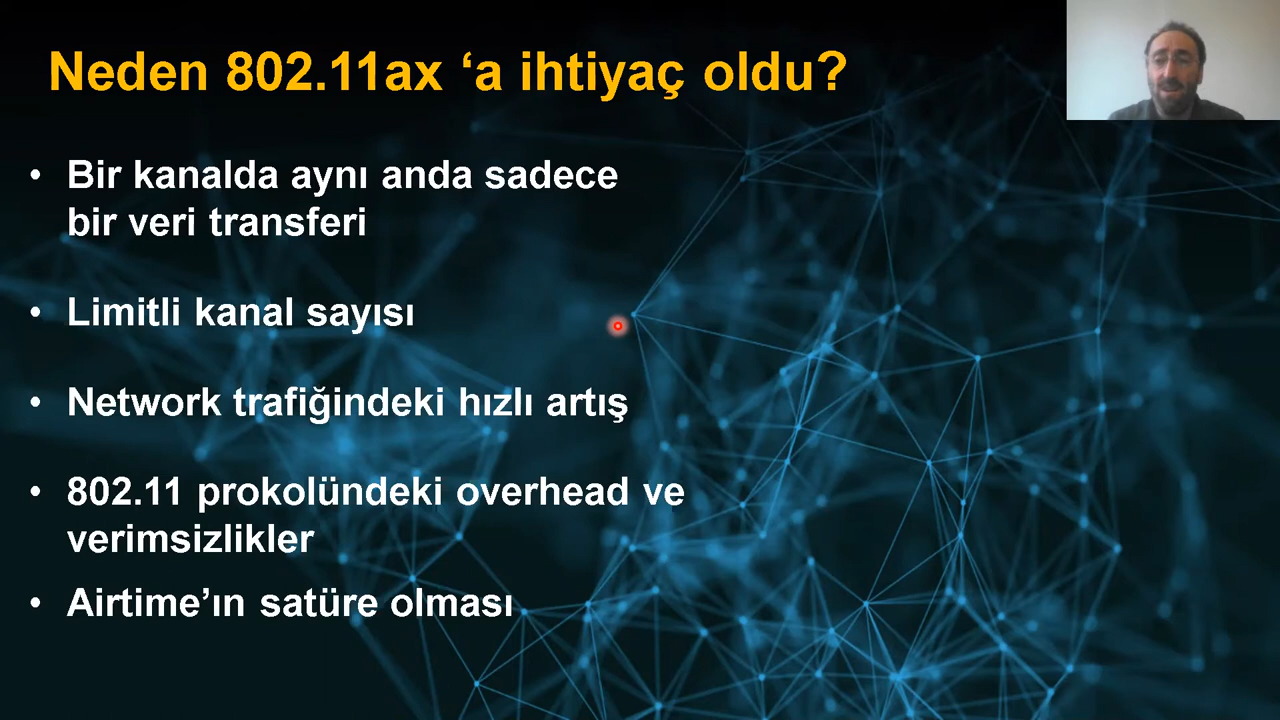 Neden 802.11ax ‘a ihtiyaç oldu?
• Bir kanalda aynı anda sadece
bir veri transferi
• Limitli kanal sayısı
• Network trafiğindeki hızlı artış
• 802.11 prokolündeki overhead ve
verimsizlikler
• Airtime’ın satüre olması